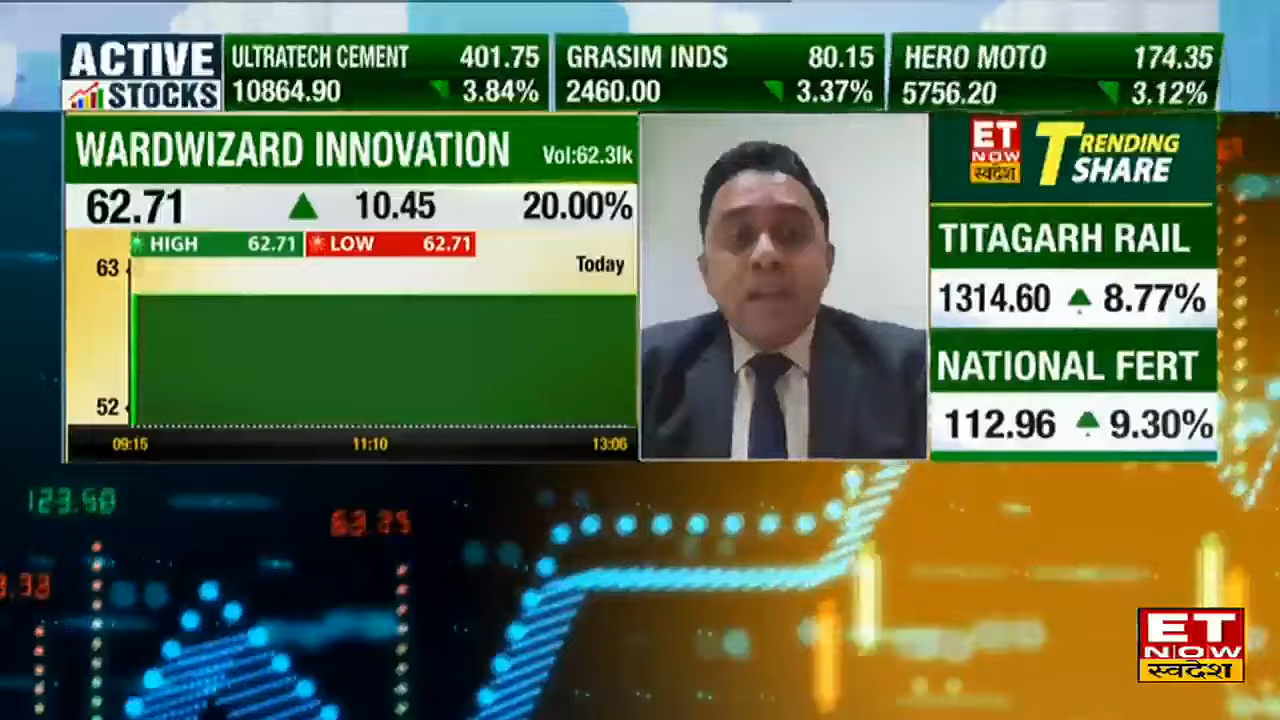 ACTIVE
STOCKS
ULTRATECH CEMENT 401.75
10864.90 3.84%
GRASIM INDS 80.15
2460.00 3.37%
HERO MOTO 174.35
5756.20 3.12%
WARDWIZARD INNOVATION Vol:62.3lk
62.71 10.45 20.00%
HIGH 62.71 LOW 62.71
Today
63
52
09:15 11:10 13:06
ET
NOW
स्वदेश
TRENDING
SHARE
TITAGARH RAIL
1314.60 8.77%
NATIONAL FERT
112.96 9.30%
123.50
ET
NOW
स्वदेश